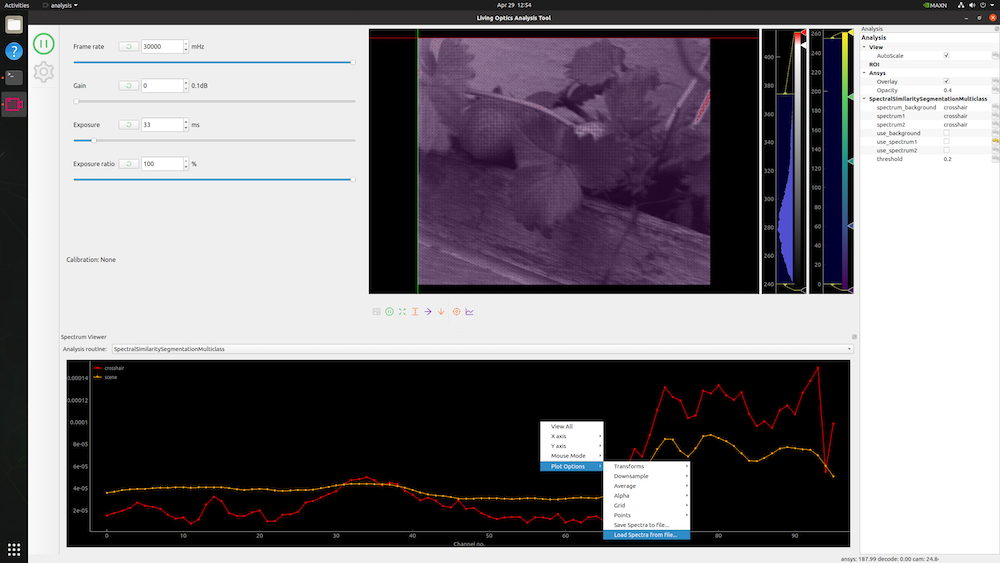 Activities
analysis
Apr 29 12:54
MAXN
Living Optics Analysis Tool
Frame rate 30000 mHz
Gain 0 0.1dB
Exposure 33 ms
Exposure ratio 100 %
Calibration: None
400
380
360
340
320
300
280
260
240
260
240
220
200
180
160
140
120
100
80
60
40
20
0
Analysis
Analysis
View
AutoScale
ROI
Ansys
Overlay
Opacity 0.4
SpectralSimilaritySegmentationMulticlass
spectrum_background crosshair
spectrum1 crosshair
spectrum2 crosshair
use_background
use_spectrum1
use_spectrum2
threshold 0.2
Spectrum Viewer
Analysis routine: SpectralSimilaritySegmentationMulticlass
crosshair
scene
0.00014
0.00012
0.0001
8e-05
6e-05
4e-05
2e-05
0 10 20 30 40 50 60 80 90
Channel no.
View All
X axis
Y axis
Mouse Mode
Plot Options
Transforms
Downsample
Average
Alpha
Grid
Points
Save Spectra to file...
Load Spectra from file...
ansys: 187.99 decode: 0.00 cam: 24.8-